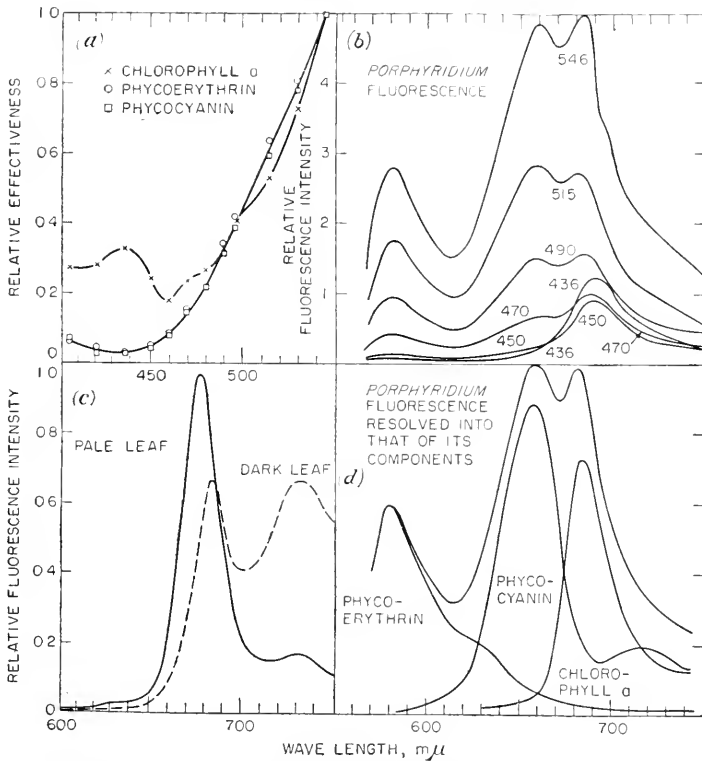 (a)
× CHLOROPHYLL a
○ PHYCOERYTHRIN
□ PHYCOCYANIN
RELATIVE EFFECTIVENESS
1 0
0 8
0 6
0 4
0 2
0
450
500
(b)
PORPHYRIDIUM
FLUORESCENCE
RELATIVE
FLUORESCENCE INTENSITY
4
3
2
1
546
515
490
470
436
450
450
436
470
(c)
PALE LEAF
DARK LEAF
RELATIVE FLUORESCENCE INTENSITY
1 0
0 8
0 6
0 4
0 2
0
600
700
PORPHYRIDIUM
FLUORESCENCE
RESOLVED INTO
THAT OF ITS
COMPONENTS
d)
PHYCO-
ERYTHRIN
PHYCO-
CYANIN
CHLORO-
PHYLL a
600
700
WAVE LENGTH, mμ